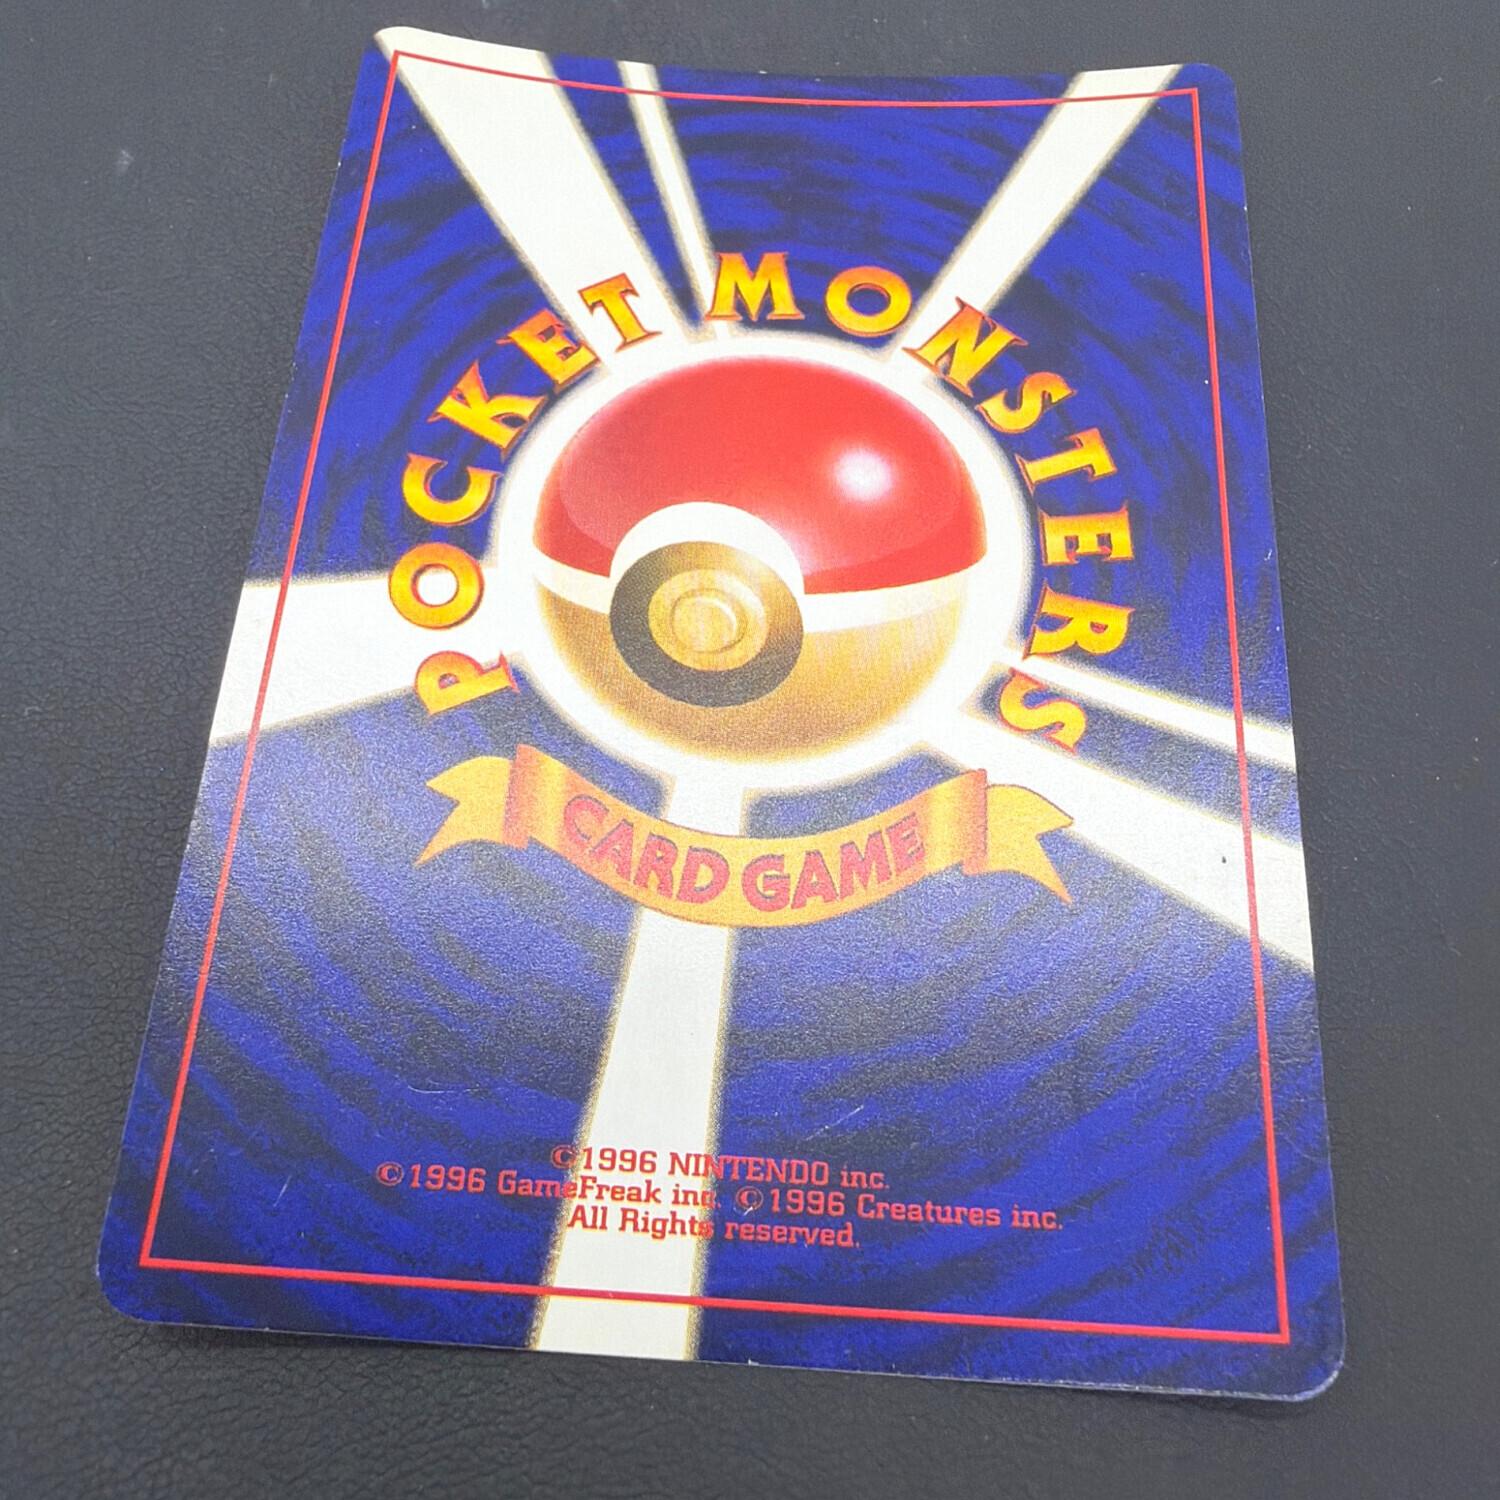 POCKET MONSTERS
CARD GAME
©1996 NINTENDO inc.
©1996 GameFreak inc. ©1996 Creatures inc.
All Rights reserved.